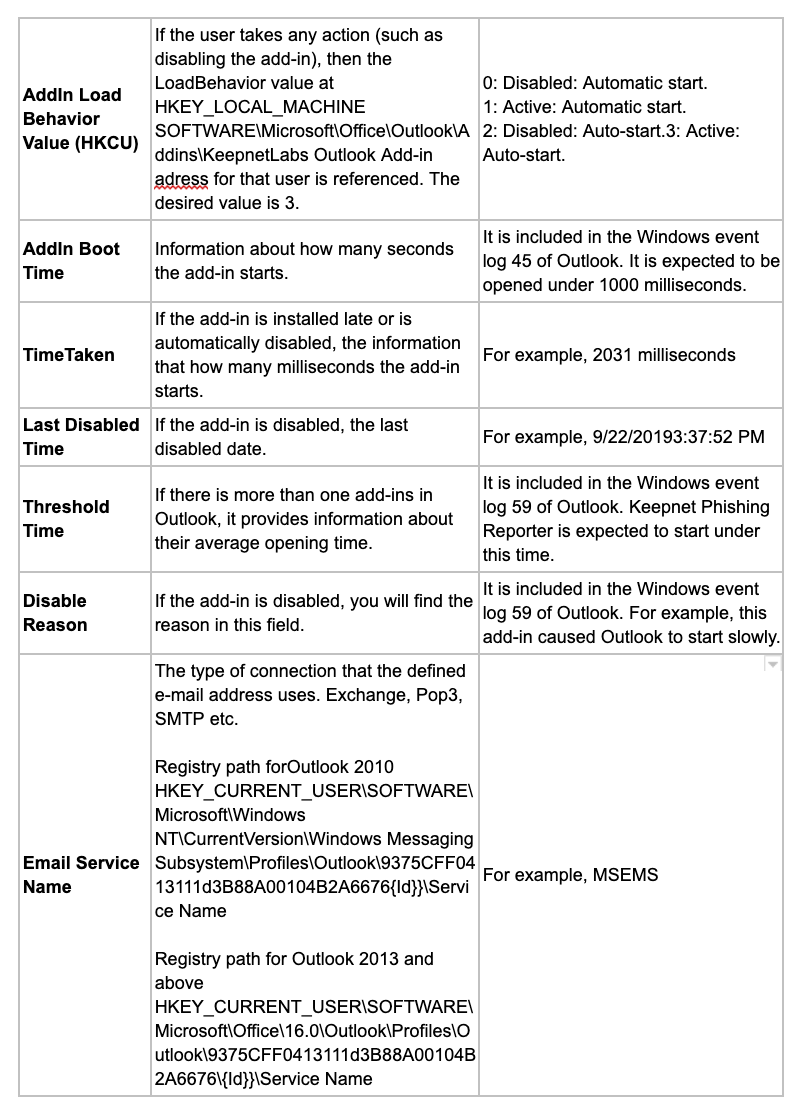 AddIn Load
Behavior
Value (HKCU)
If the user takes any action (such as
disabling the add-in), then the
LoadBehavior value at
HKEY_LOCAL_MACHINE
SOFTWARE\Microsoft\Office\Outlook\A
ddins\KeepnetLabs Outlook Add-in
adress for that user is referenced. The
desired value is 3.
0: Disabled: Automatic start.
1: Active: Automatic start.
2: Disabled: Auto-start.3: Active:
Auto-start.
AddIn Boot
Time
Information about how many seconds
the add-in starts.
It is included in the Windows event
log 45 of Outlook. It is expected to be
opened under 1000 milliseconds.
TimeTaken
If the add-in is installed late or is
automatically disabled, the information
that how many milliseconds the add-in
starts.
For example, 2031 milliseconds
Last Disabled
Time
If the add-in is disabled, the last
disabled date.
For example, 9/22/20193:37:52 PM
Threshold
Time
If there is more than one add-ins in
Outlook, it provides information about
their average opening time.
It is included in the Windows event
log 59 of Outlook. Keepnet Phishing
Reporter is expected to start under
this time.
Disable
Reason
If the add-in is disabled, you will find the
reason in this field.
It is included in the Windows event
log 59 of Outlook. For example, this
add-in caused Outlook to start slowly.
Email Service
Name
The type of connection that the defined
e-mail address uses. Exchange, Pop3,
SMTP etc.
Registry path forOutlook 2010
HKEY_CURRENT_USER\SOFTWARE\
Microsoft\Windows
NT\CurrentVersion\Windows Messaging
Subsystem\Profiles\Outlook\9375CFF04
13111d3B88A00104B2A6676{Id}}\Servi
ce Name
Registry path for Outlook 2013 and
above
HKEY_CURRENT_USER\SOFTWARE\
Microsoft\Office\16.0\Outlook\Profiles\O
utlook\9375CFF0413111d3B88A00104B
2A6676\{Id}}\Service Name
For example, MSEMS